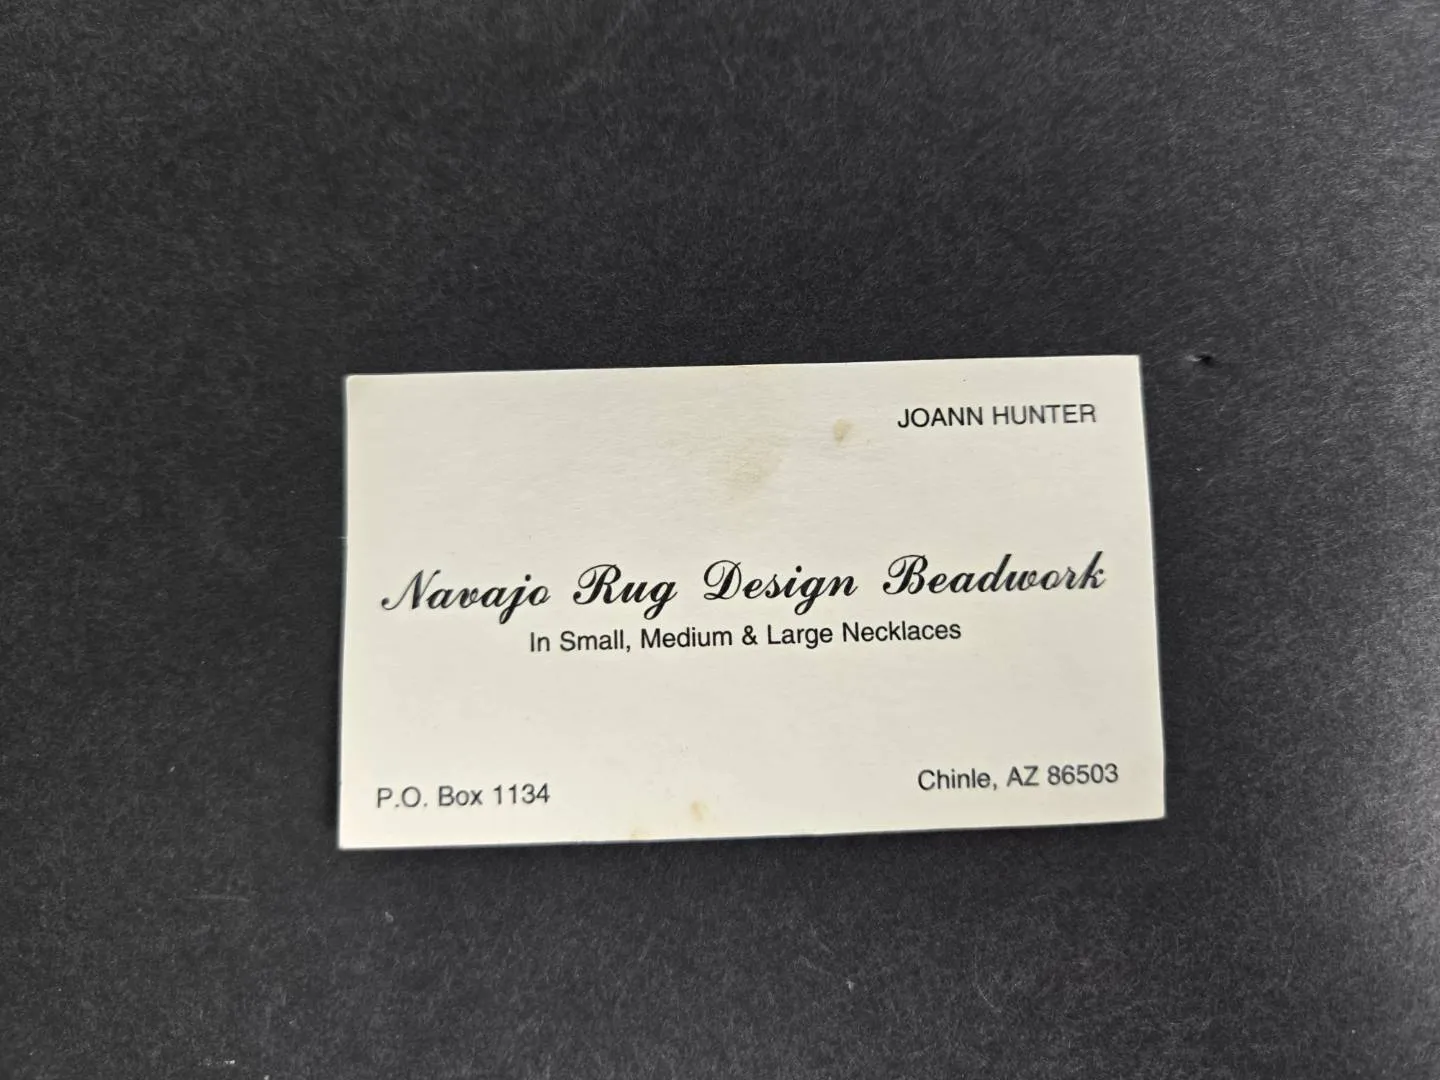 JOANN HUNTER
Navajo Rug Design Beadwork
In Small, Medium & Large Necklaces
P.O. Box 1134
Chinle, AZ 86503